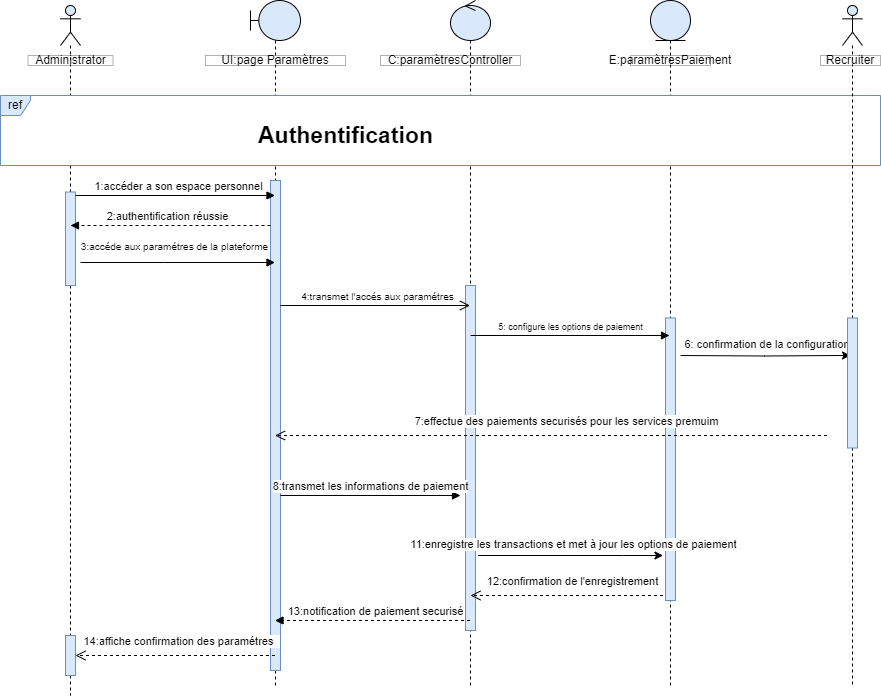 Administrator
UI:page Paramètres
C:paramètresController
E:paramètresPaiement
Recruiter
ref
Authentification
1:accéder a son espace personnel
2:authentification réussie
3:accéde aux paramétres de la plateforme
4:transmet l'accés aux paramétres
5: configure les options de paiement
6: confirmation de la configuration
7:effectue des paiements securisés pour les services premuim
8:transmet les informations de paiement
11:enregistre les transactions et met à jour les options de paiement
12:confirmation de l'enregistrement
13:notification de paiement securisé
14:affiche confirmation des paramétres